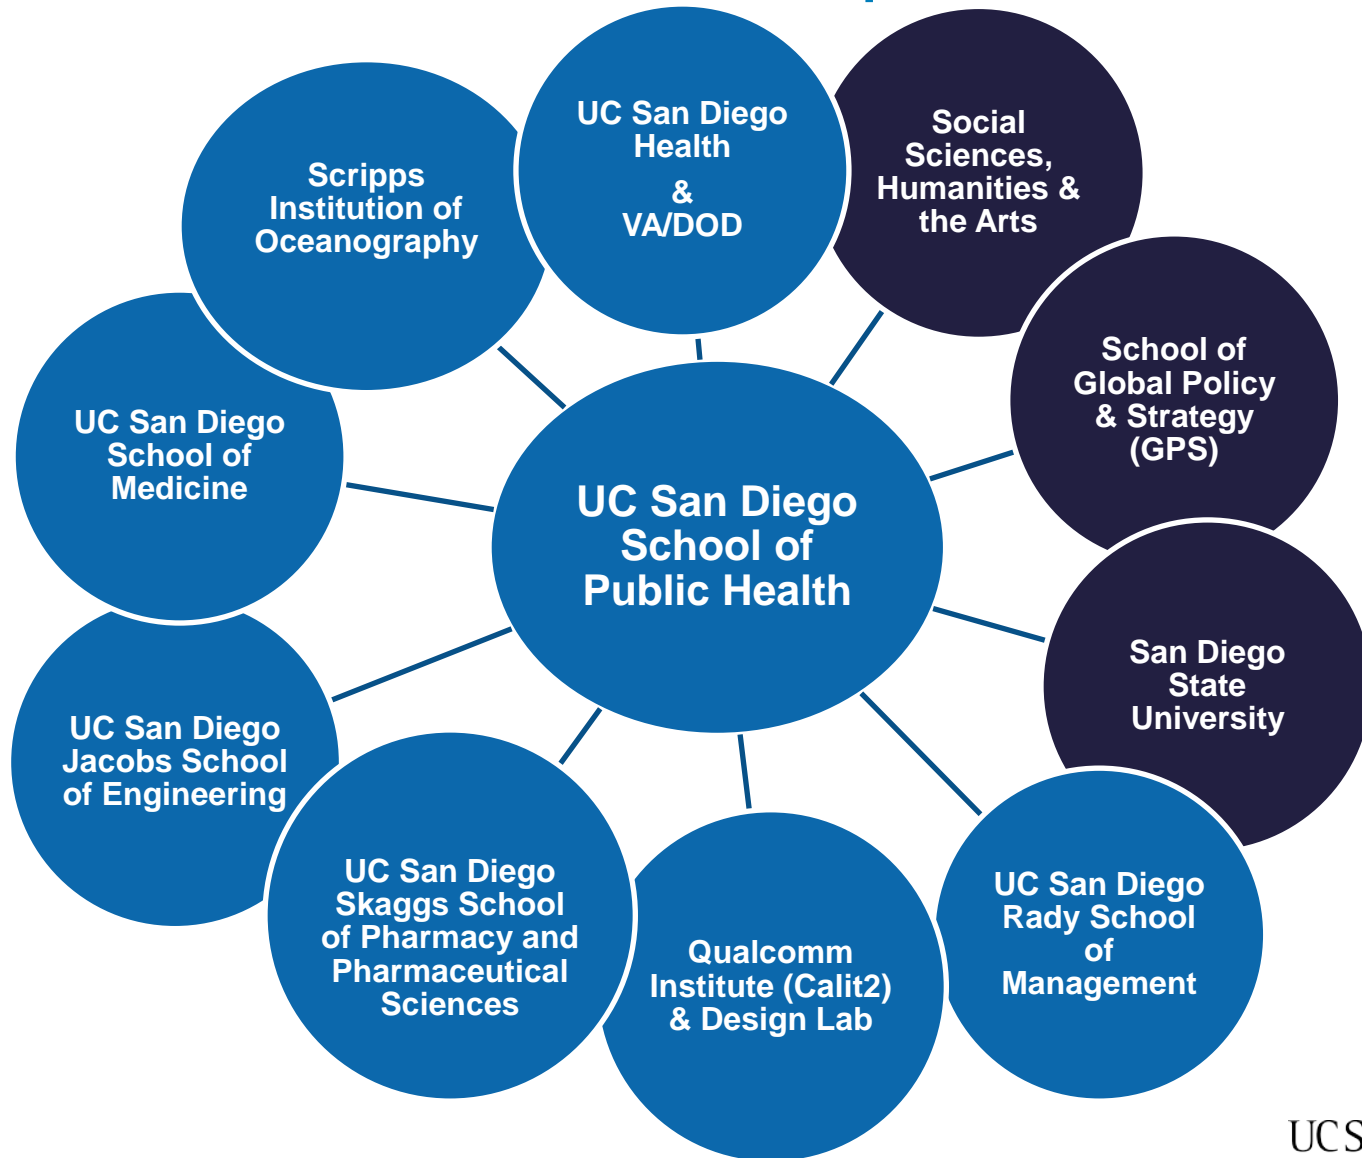 UC San Diego
Health
&
VA/DOD
Social
Sciences,
Humanities &
the Arts
Scripps
Institution of
Oceanography
School of
Global Policy
& Strategy
(GPS)
UC San Diego
School of
Medicine
UC San Diego
School of
Public Health
San Diego
State
University
UC San Diego
Jacobs School
of Engineering
UC San Diego
Skaggs School
of Pharmacy and
Pharmaceutical
Sciences
Qualcomm
Institute (Calit2)
& Design Lab
UC San Diego
Rady School
of
Management
UC S